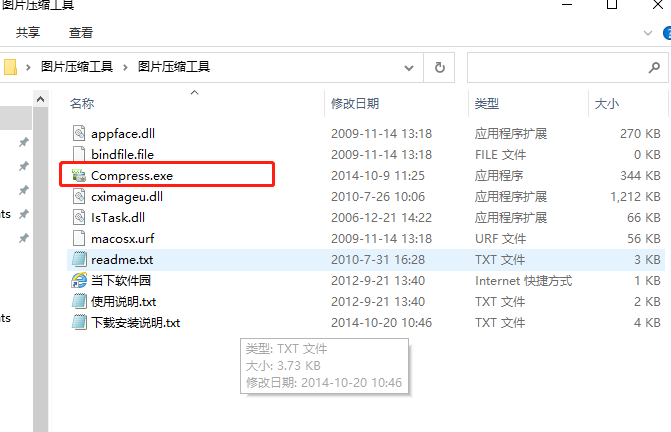 图片压缩工具
共享 查看
图片压缩工具 图片压缩工具
名称 修改日期 类型 大小
appface.dll 2009-11-14 13:18 应用程序扩展 270 KB
bindfile.file 2009-11-14 13:18 FILE 文件 0 KB
Compress.exe 2014-10-9 11:25 应用程序 344 KB
cximageu.dll 2010-7-26 10:06 应用程序扩展 1,212 KB
IsTask.dll 2006-12-21 14:22 应用程序扩展 66 KB
macosx.urf 2009-11-14 13:18 URF 文件 56 KB
readme.txt 2010-7-31 16:28 TXT 文件 3 KB
当下软件园 2012-9-21 13:40 Internet 快捷方式 1 KB
使用说明.txt 2012-9-21 13:40 TXT 文件 2 KB
下载安装说明.txt 2014-10-20 10:46 TXT 文件 4 KB
类型: TXT 文件
大小: 3.73 KB
修改日期: 2014-10-20 10:46